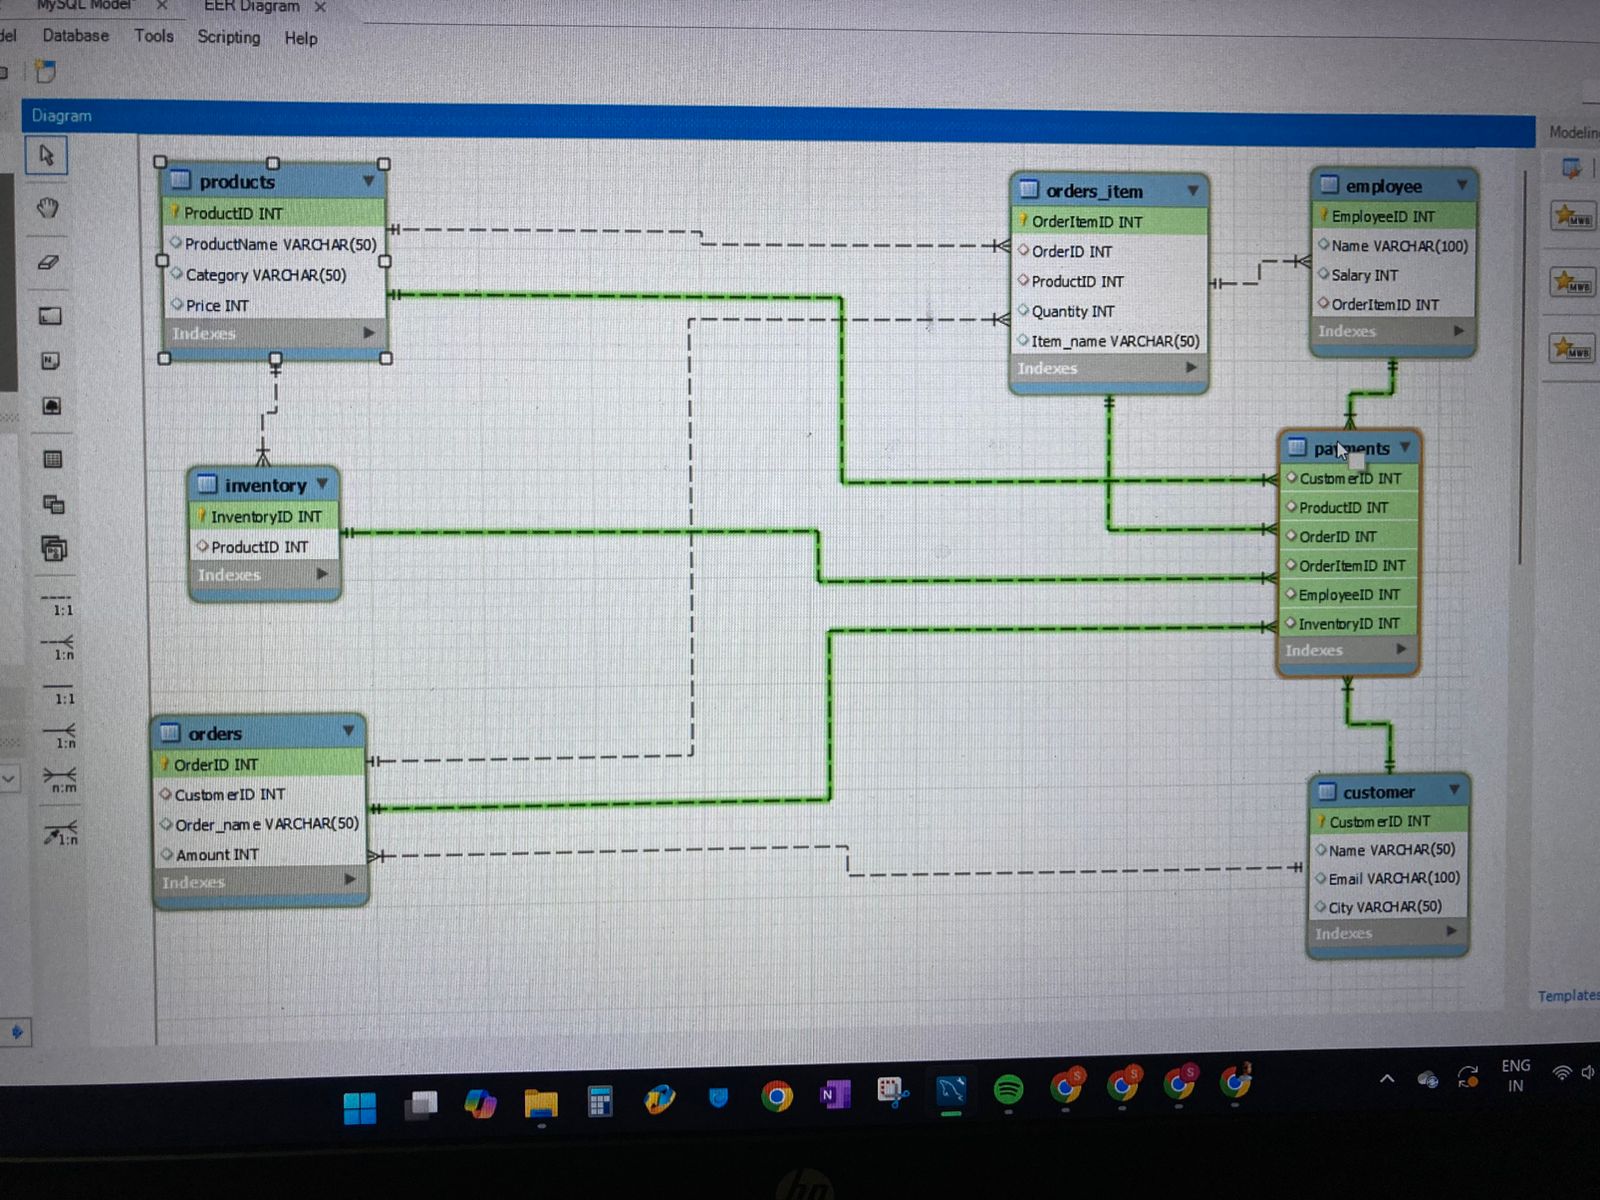 MySQL Model
EER Diagram
Database Tools Scripting Help
Diagram
Modelin
products
ProductID INT
ProductName VARCHAR(50)
Category VARCHAR(50)
Price INT
Indexes
orders_item
OrderItemID INT
OrderID INT
ProductID INT
Quantity INT
Item_name VARCHAR(50)
Indexes
employee
EmployeeID INT
Name VARCHAR(100)
Salary INT
OrderItemID INT
Indexes
MWB
MWB
MWB
inventory
InventoryID INT
ProductID INT
Indexes
payments
CustomerID INT
ProductID INT
OrderID INT
OrderItemID INT
EmployeeID INT
InventoryID INT
Indexes
1:1
1:n
1:1
1:n
n:m
1:n
orders
OrderID INT
CustomerID INT
Order_name VARCHAR(50)
Amount INT
Indexes
customer
CustomerID INT
Name VARCHAR(50)
Email VARCHAR(100)
City VARCHAR(50)
Indexes
Templates
ENG
IN
hp